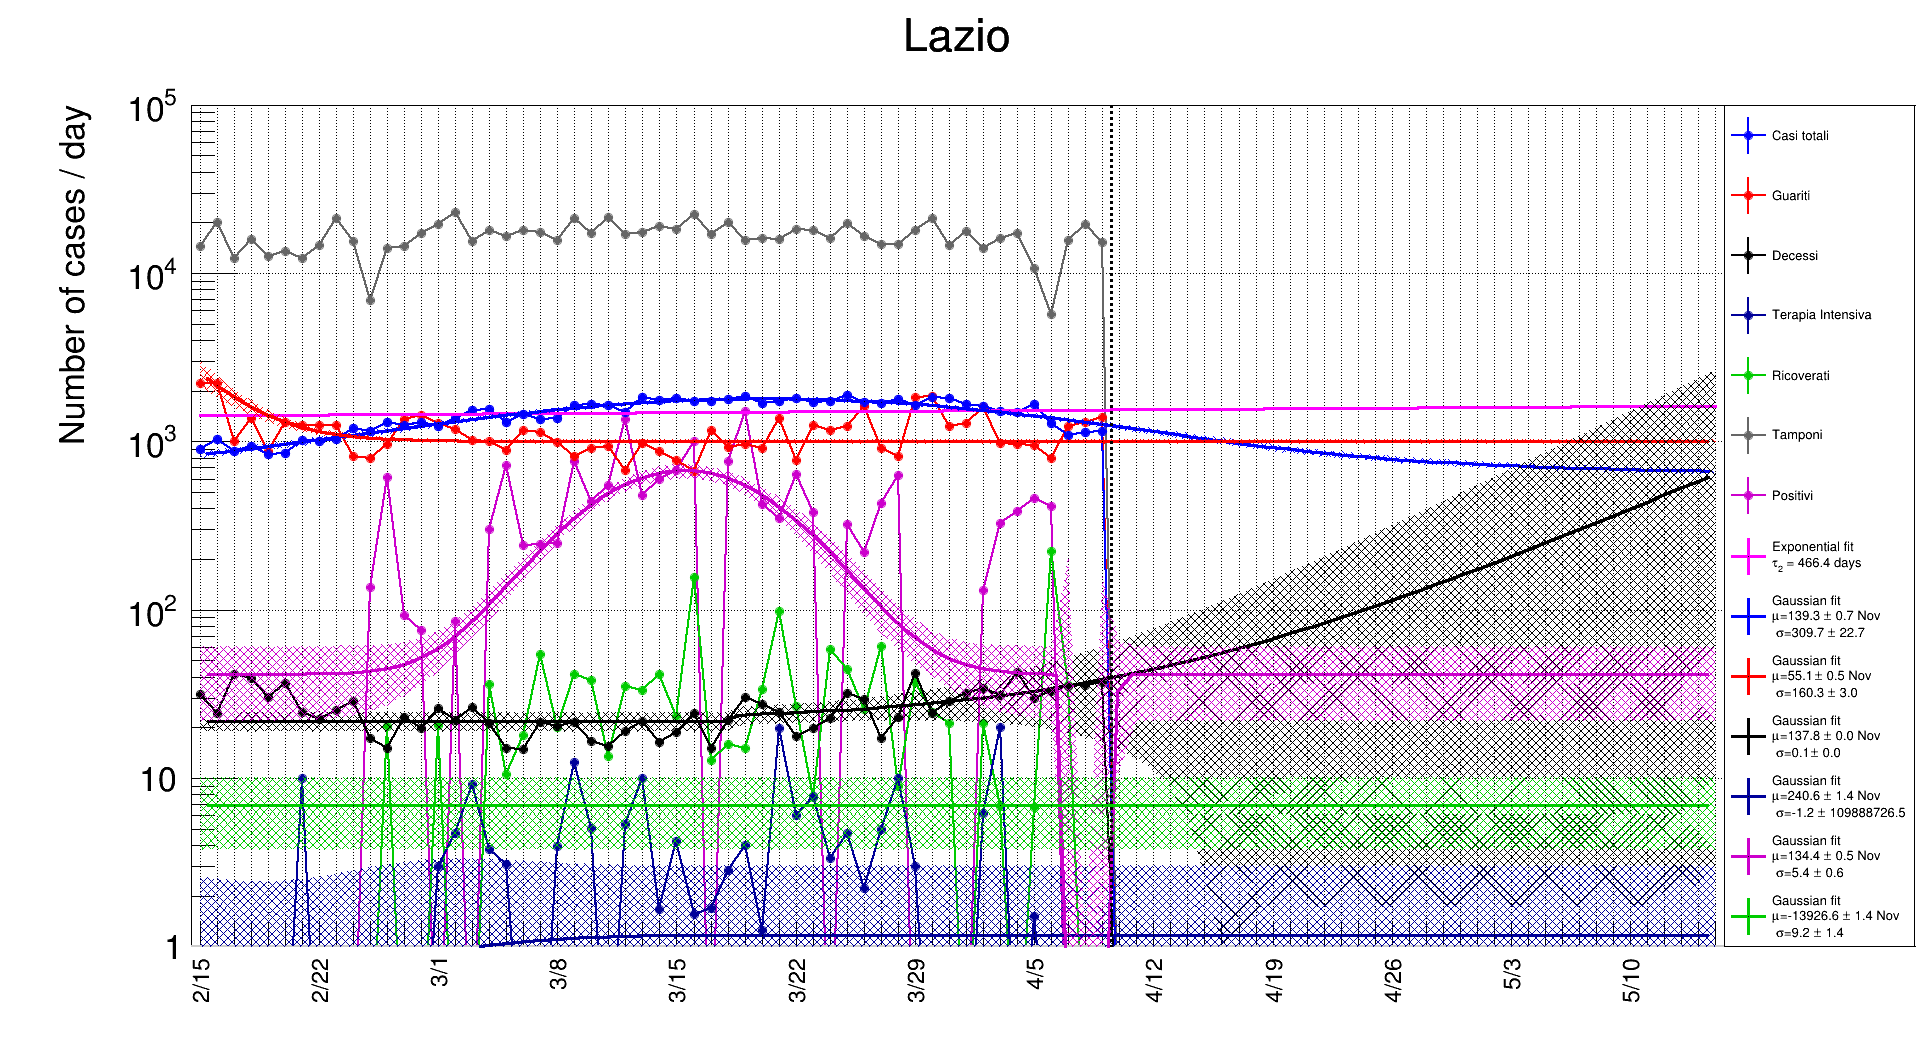 Lazio
Number of cases / day
10^5
10^4
10^3
10^2
10
1
2/15
2/22
3/1
3/8
3/15
3/22
3/29
4/5
4/12
4/19
4/26
5/3
5/10
Casi totali
Guariti
Decessi
Terapia Intensiva
Ricoverati
Tamponi
Positivi
Exponential fit
τ₂ = 466.4 days
Gaussian fit
μ=139.3 ± 0.7 Nov
σ=309.7 ± 22.7
Gaussian fit
μ=55.1 ± 0.5 Nov
σ=160.3 ± 3.0
Gaussian fit
μ=137.8 ± 0.0 Nov
σ=0.1 ± 0.0
Gaussian fit
μ=240.6 ± 1.4 Nov
σ=-1.2 ± 109888726.5
Gaussian fit
μ=134.4 ± 0.5 Nov
σ=5.4 ± 0.6
Gaussian fit
μ=-13926.6 ± 1.4 Nov
σ=9.2 ± 1.4